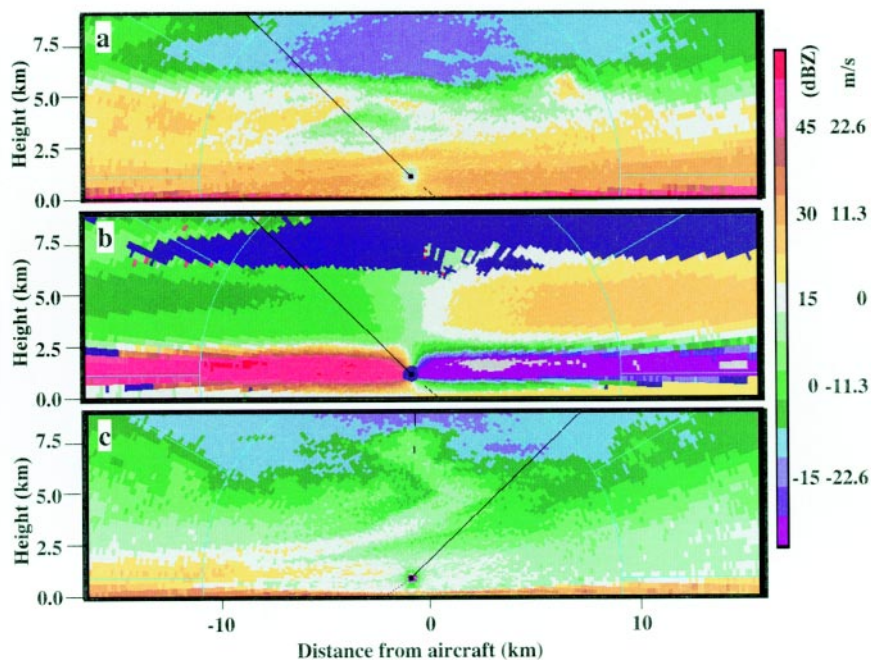 a
7.5
5.0
2.5
0.0
Height (km)
b
7.5
5.0
2.5
0.0
Height (km)
c
7.5
5.0
2.5
0.0
Height (km)
-10 0 10
Distance from aircraft (km)
(dBZ) m/s
45 22.6
30 11.3
15 0
0 -11.3
-15 -22.6